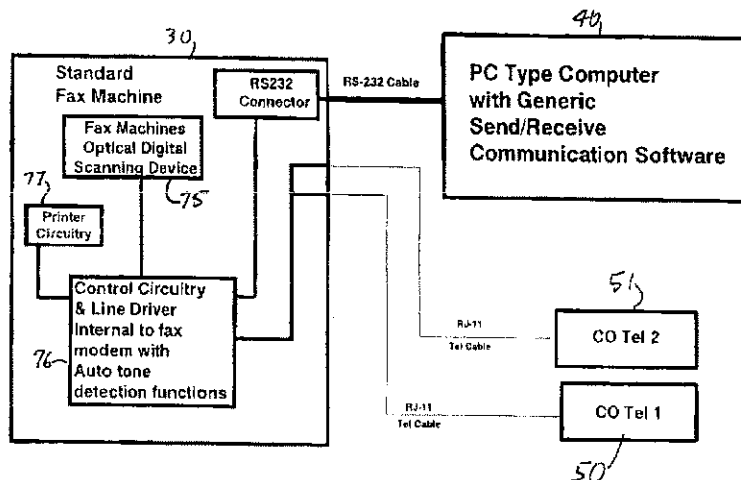 30
40
Standard
Fax Machine
RS232
Connector
RS-232 Cable
PC Type Computer
with Generic
Send/Receive
Communication Software
Fax Machines
Optical Digital
Scanning Device
75
77
Printer
Circuitry
Control Circuitry
& Line Driver
Internal to fax
modem with
Auto tone
detection functions
76
RJ-11
Tel Cable
51
CO Tel 2
RJ-11
Tel Cable
CO Tel 1
50